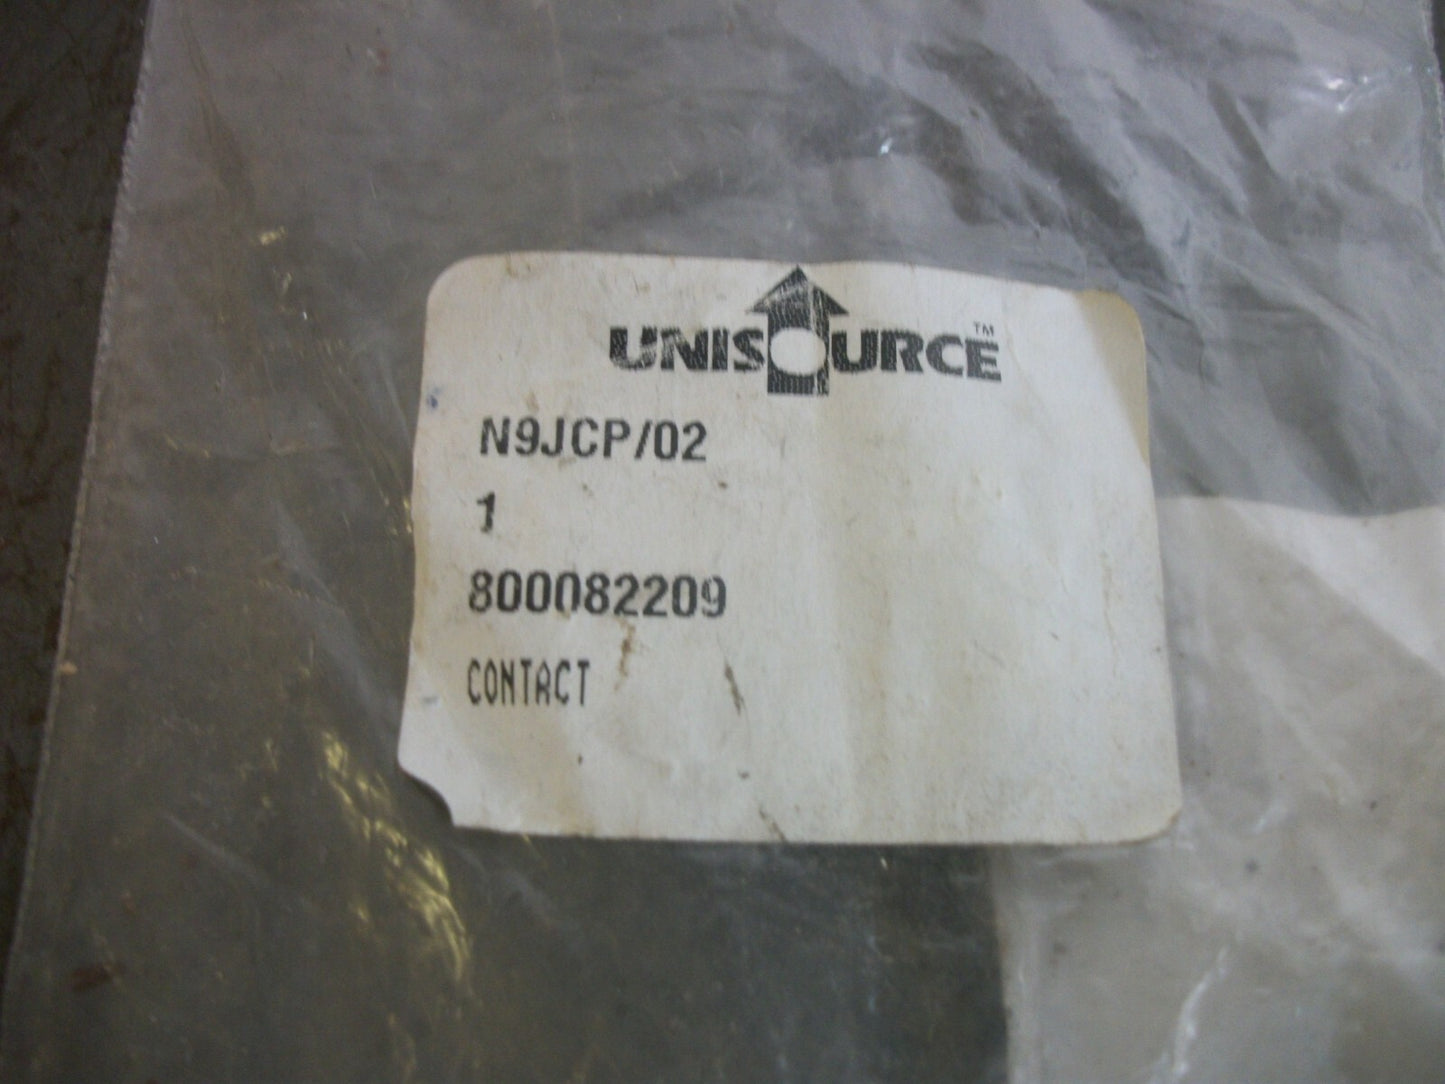 UNISOURCE™
N9JCP/02
1
800082209
CONTACT